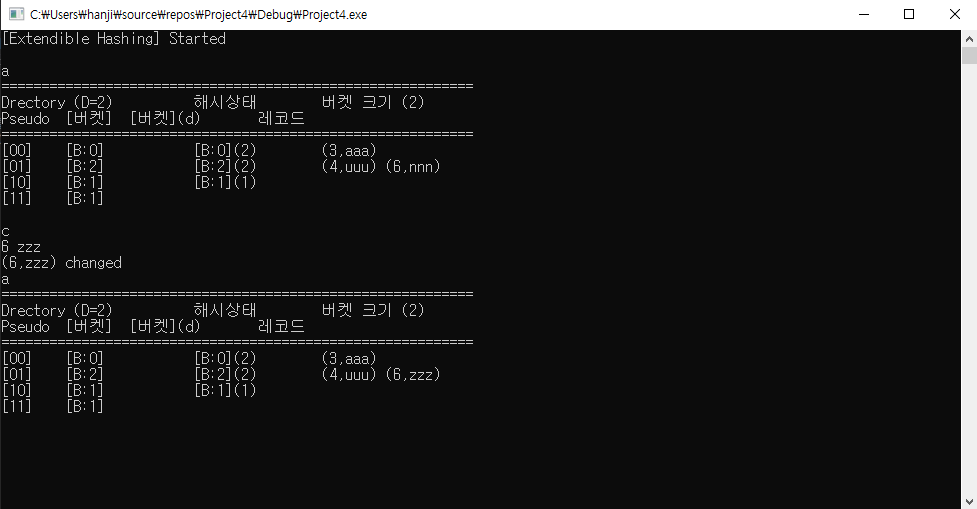 C:\Users\hanji\source\repos\Project4\Debug\Project4.exe
[Extendible Hashing] Started
a
===========================================================
Drectory (D=2) 해시상태 버켓 크기 (2)
Pseudo [버켓] [버켓](d) 레코드
===========================================================
[00] [B:0] [B:0](2) (3,aaa)
[01] [B:2] [B:2](2) (4,uuu) (6,nnn)
[10] [B:1] [B:1](1)
[11] [B:1]
c
6 zzz
(6,zzz) changed
a
===========================================================
Drectory (D=2) 해시상태 버켓 크기 (2)
Pseudo [버켓] [버켓](d) 레코드
===========================================================
[00] [B:0] [B:0](2) (3,aaa)
[01] [B:2] [B:2](2) (4,uuu) (6,zzz)
[10] [B:1] [B:1](1)
[11] [B:1]